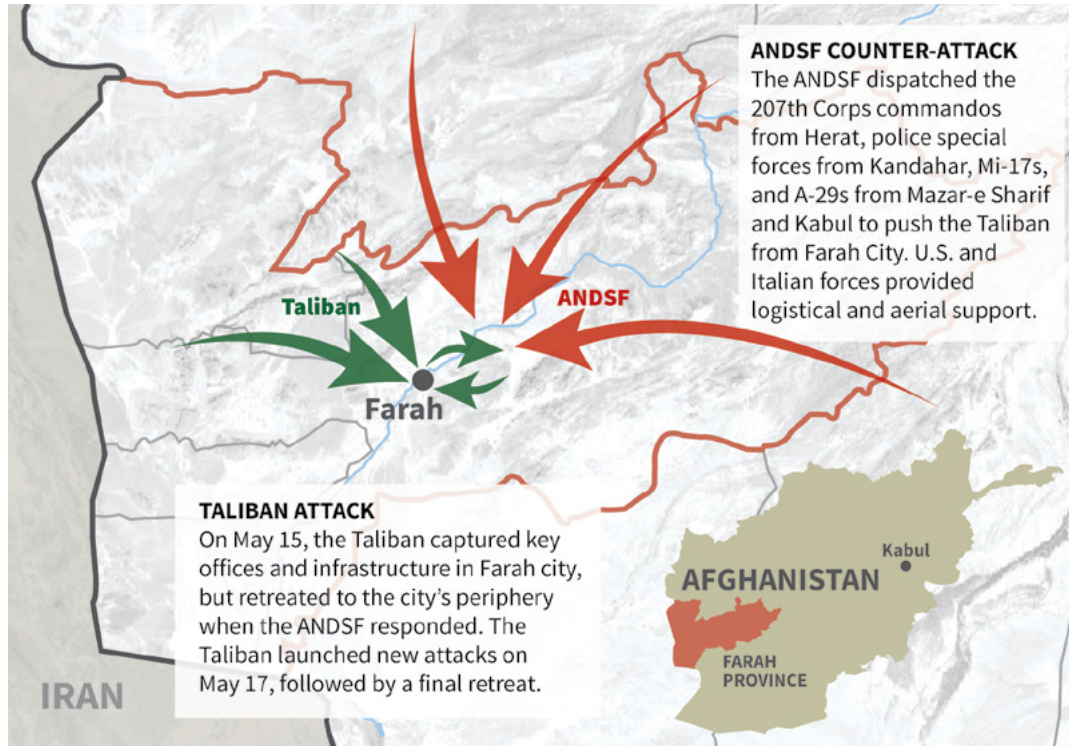 ANDSF COUNTER-ATTACK
The ANDSF dispatched the
207th Corps commandos
from Herat, police special
forces from Kandahar, Mi-17s,
and A-29s from Mazar-e Sharif
and Kabul to push the Taliban
from Farah City. U.S. and
Italian forces provided
logistical and aerial support.
Taliban
ANDSF
Farah
TALIBAN ATTACK
On May 15, the Taliban captured key
offices and infrastructure in Farah city,
but retreated to the city's periphery
when the ANDSF responded. The
Taliban launched new attacks on
May 17, followed by a final retreat.
IRAN
Kabul
AFGHANISTAN
FARAH
PROVINCE